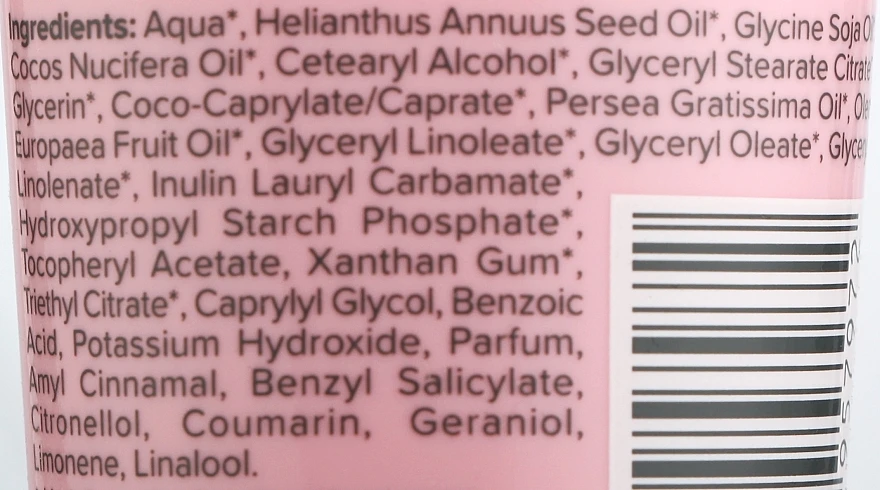 Ingredients: Aqua*, Helianthus Annuus Seed Oil*, Glycine Soja
Cocos Nucifera Oil*, Cetearyl Alcohol*, Glyceryl Stearate Citrate
Glycerin*, Coco-Caprylate/Caprate*, Persea Gratissima Oil*,
Europaea Fruit Oil*, Glyceryl Linoleate*, Glyceryl Oleate*,
Linolenate*, Inulin Lauryl Carbamate*,
Hydroxypropyl Starch Phosphate*,
Tocopheryl Acetate, Xanthan Gum*,
Triethyl Citrate*, Caprylyl Glycol, Benzoic
Acid, Potassium Hydroxide, Parfum,
Amyl Cinnamal, Benzyl Salicylate,
Citronellol, Coumarin, Geraniol,
Limonene, Linalool.